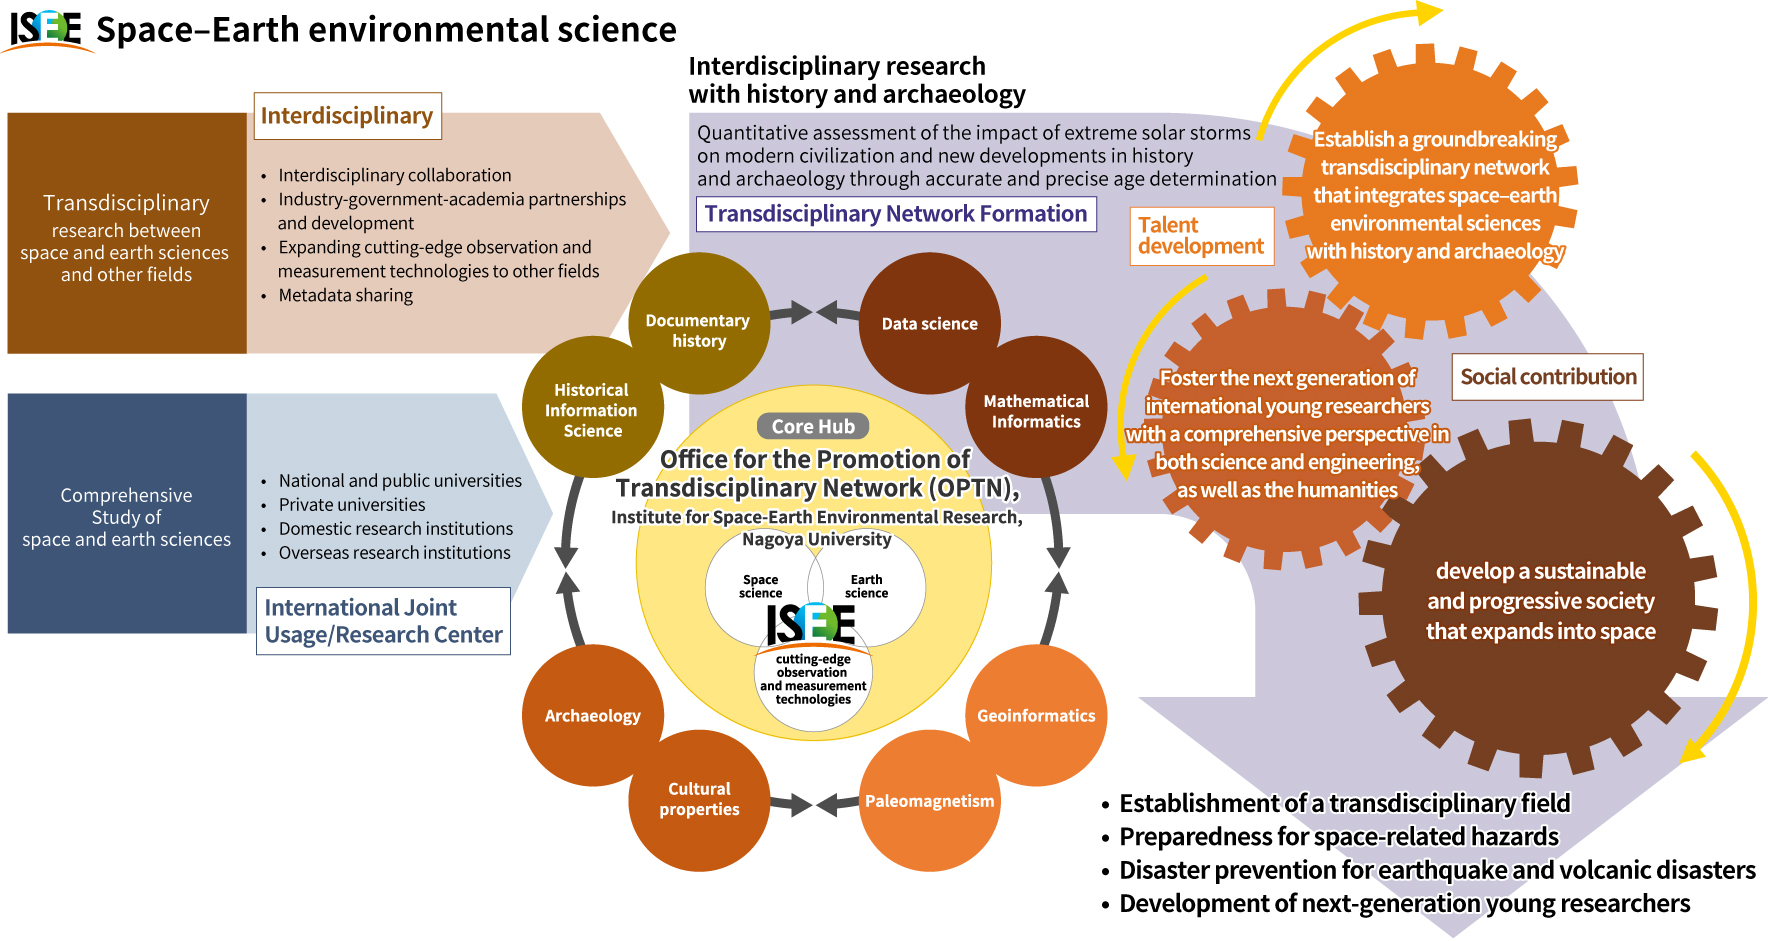 ISEE Space–Earth environmental science
Interdisciplinary
Transdisciplinary
research between
space and earth sciences
and other fields
• Interdisciplinary collaboration
• Industry-government-academia partnerships
and development
• Expanding cutting-edge observation and
measurement technologies to other fields
• Metadata sharing
Comprehensive
Study of
space and earth sciences
• National and public universities
• Private universities
• Domestic research institutions
• Overseas research institutions
International Joint
Usage/Research Center
Interdisciplinary research
with history and archaeology
Quantitative assessment of the impact of extreme solar storms
on modern civilization and new developments in history
and archaeology through accurate and precise age determination
Transdisciplinary Network Formation
Documentary
history
Historical
Information
Science
Data science
Mathematical
Informatics
Core Hub
Office for the Promotion of
Transdisciplinary Network (OPTN),
Institute for Space-Earth Environmental Research,
Nagoya University
Space
science
Earth
science
ISEE
cutting-edge
observation
and measurement
technologies
Archaeology
Cultural
properties
Geoinformatics
Paleomagnetism
Talent
development
Establish a groundbreaking
transdisciplinary network
that integrates space–earth
environmental sciences
with history and archaeology
Foster the next generation of
international young researchers
with a comprehensive perspective in
both science and engineering,
as well as the humanities
Social contribution
develop a sustainable
and progressive society
that expands into space
• Establishment of a transdisciplinary field
• Preparedness for space-related hazards
• Disaster prevention for earthquake and volcanic disasters
• Development of next-generation young researchers